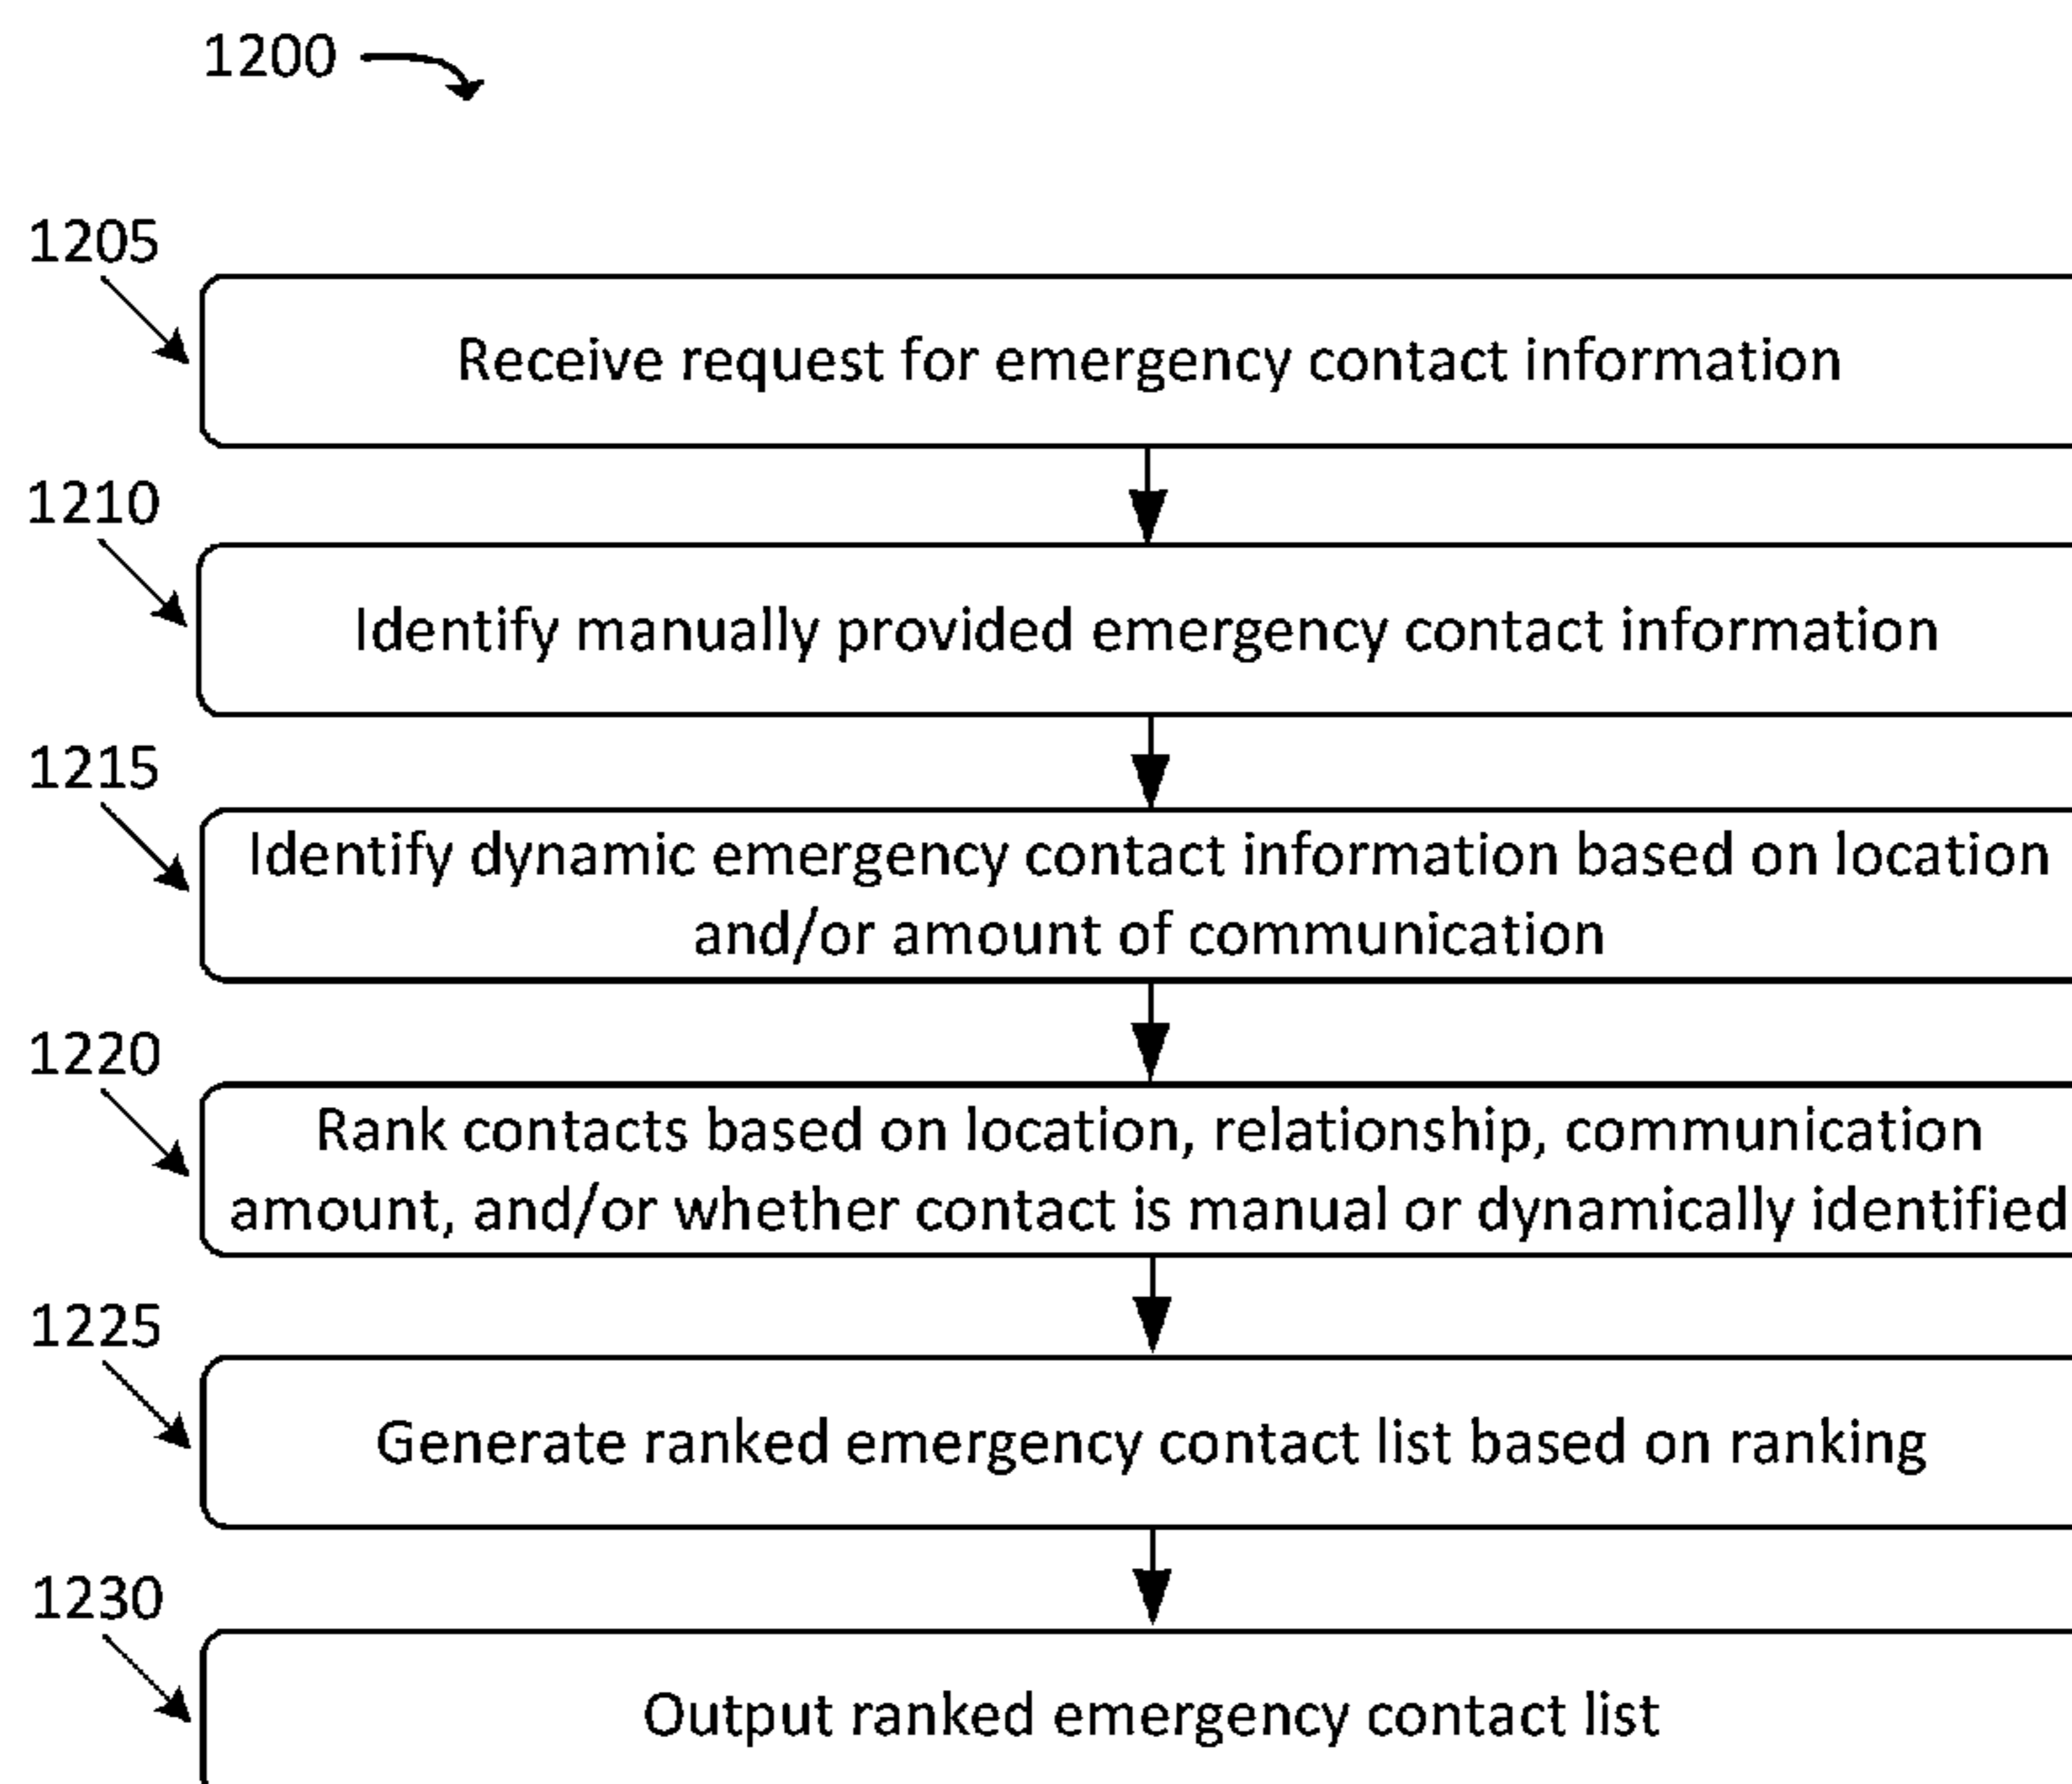 1200
1205
Receive request for emergency contact information
1210
Identify manually provided emergency contact information
1215
Identify dynamic emergency contact information based on location
and/or amount of communication
1220
Rank contacts based on location, relationship, communication
amount, and/or whether contact is manual or dynamically identified
1225
Generate ranked emergency contact list based on ranking
1230
Output ranked emergency contact list